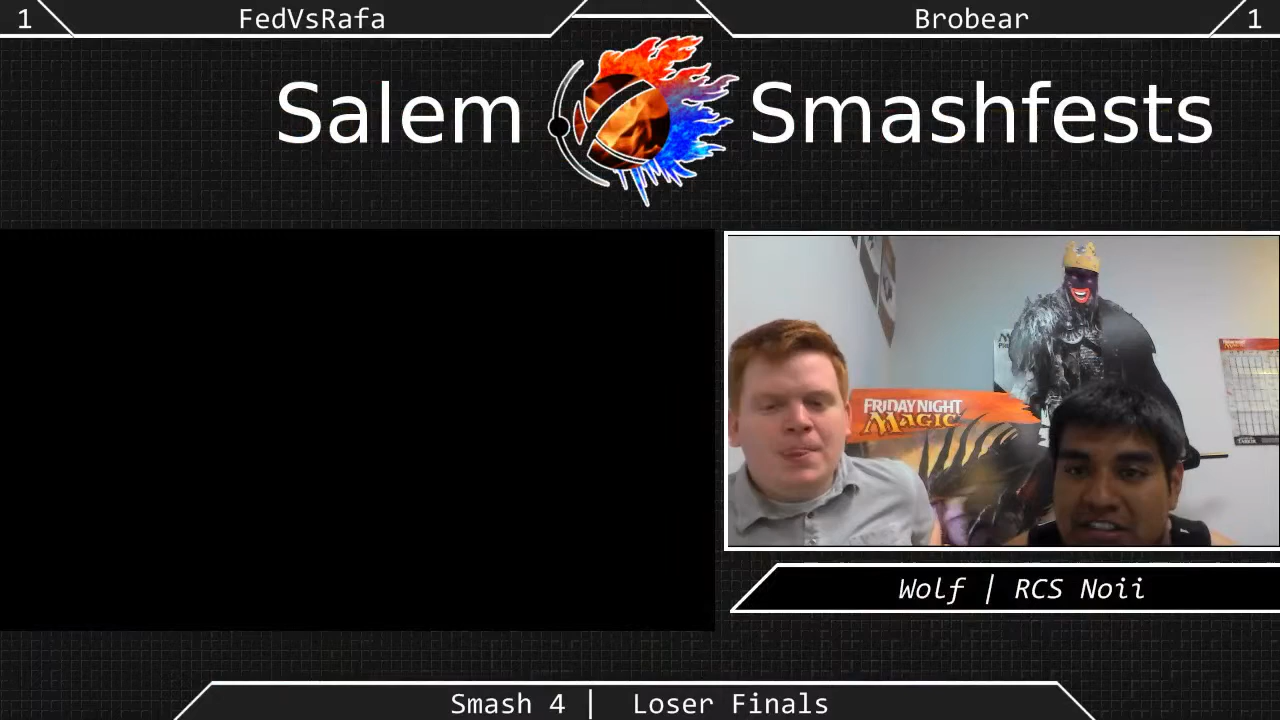 1 FedVsRafa Brobear 1
Salem Smashfests
FRIDAY NIGHT
MAGIC
Wolf | RCS Noii
Smash 4 | Loser Finals